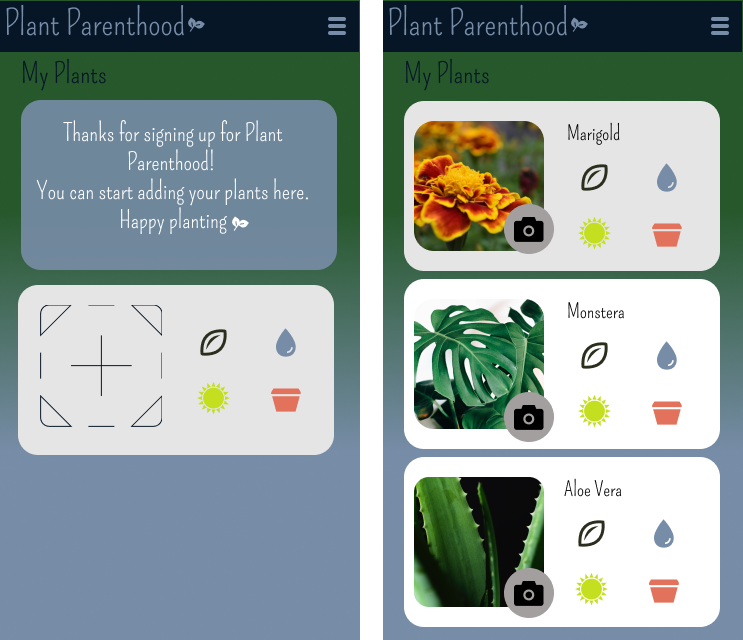 Plant Parenthood
My Plants
Thanks for signing up for Plant
Parenthood!
You can start adding your plants here.
Happy planting
Plant Parenthood
My Plants
Marigold
Monstera
Aloe Vera